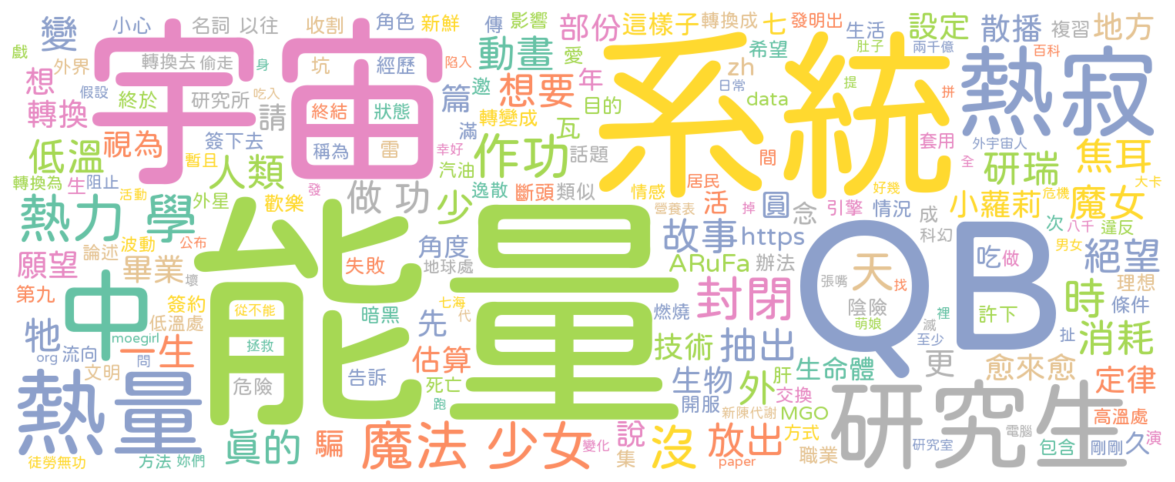 宇宙
系統
能量
QB
熱寂
熱量
研究生
中
魔法
少女
封閉
作功
熱力
學
人類
低溫
轉換
想
變
小心
名詞
以往
收割
角色
新鮮
傳
影響
部份
這樣子
轉換成
七
發明出
生活
設定
散播
複習
地方
戲
外界
轉換去
偷走
身
坑
經歷
陷入
動畫
愛
希望
肚子
兩千億
百科
假設
吃入
邀
年
zh
日常
提
拼
終於
研究所
請
終結
狀態
篇
想要
目的
data
套用
外宇宙人
視為
簽下去
稱為
雷
滿
轉變成
瓦
話題
間
研瑞
焦耳
暫且
幸好
汽油
全
轉換為
生
阻止
活動
外星
歡樂
發
做
功
少
逸散
斷頭
類似
情感
居民
好幾
危機
大卡
營養表
活
圓
念
掉
引擎
情況
成
小蘿莉
魔女
科幻
次
八千
違反
論述
波動
公布
角度
故事
https
男女
願望
畢業
壞
失敗
地球處
ARuFa
辦法
天
張嘴
找
吃
做
絕望
第九
簽約
從不能
暗黑
七海
代
先
燃燒
陰險
萌娘
裡
滅
許下
時
理想
條件
牠
低溫處
moegirl
一生
拯救
估算
技術
抽出
至少
扯
消耗
org
流向
問
文明
危險
告訴
死亡
跑
生物
外
肝
生命體
更
愈來愈
定律
開服
交換
新陳代謝
MGO
高溫處
真的
騙
說
沒
放出
方式
電腦
徒勞無功
方法
妳們
變化
集
paper
職業
研究室
包含
剛剛
久
演